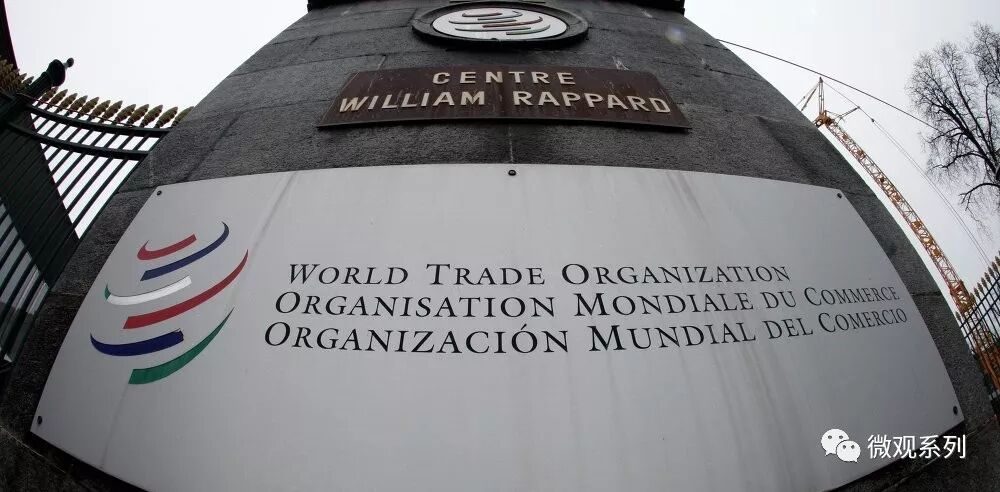 CENTRE
WILLIAM RAPPARD
WORLD TRADE ORGANIZATION
ORGANISATION MONDIALE DU COMMERCE
ORGANIZACIÓN MUNDIAL DEL COMERCIO
微观系列